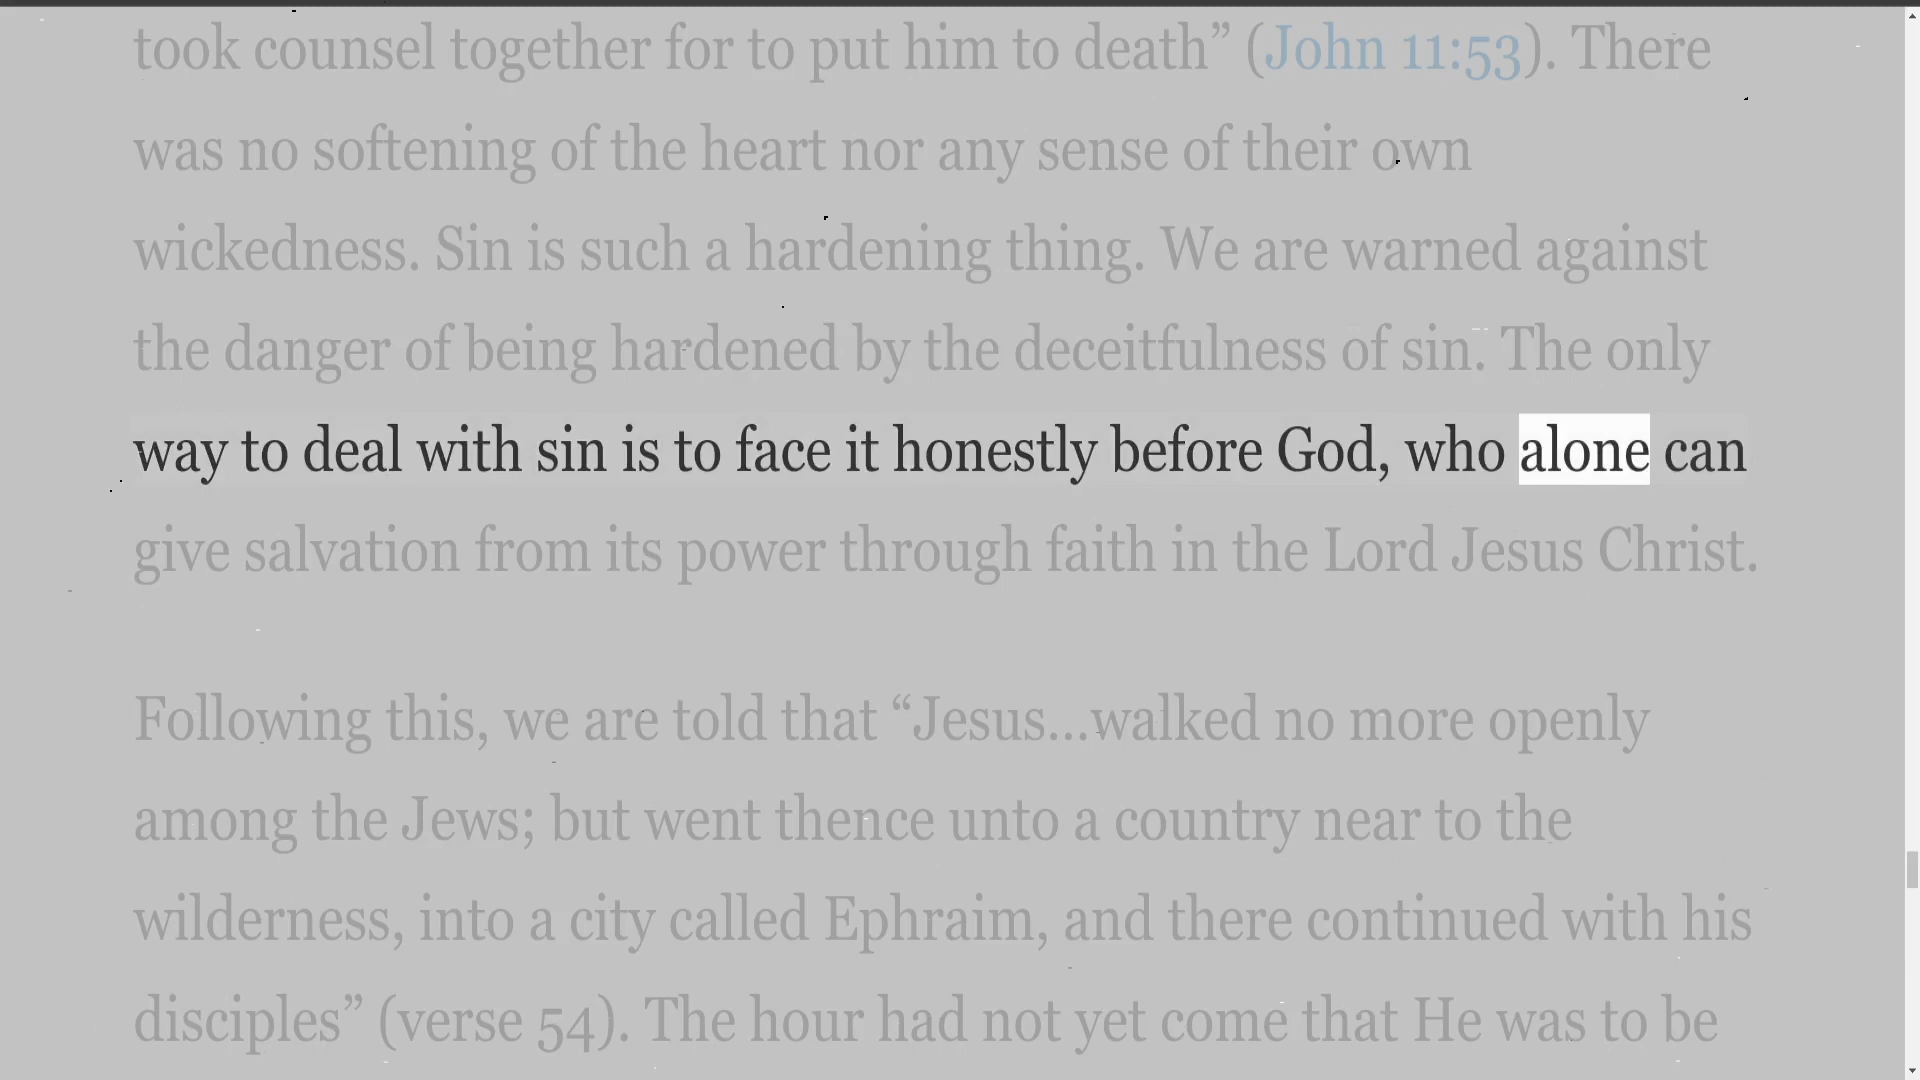 took counsel together for to put him to death” (John 11:53). There
was no softening of the heart nor any sense of their own
wickedness. Sin is such a hardening thing. We are warned against
the danger of being hardened by the deceitfulness of sin. The only
way to deal with sin is to face it honestly before God, who alone can
give salvation from its power through faith in the Lord Jesus Christ.
Following this, we are told that “Jesus...walked no more openly
among the Jews; but went thence unto a country near to the
wilderness, into a city called Ephraim, and there continued with his
disciples” (verse 54). The hour had not yet come that He was to be